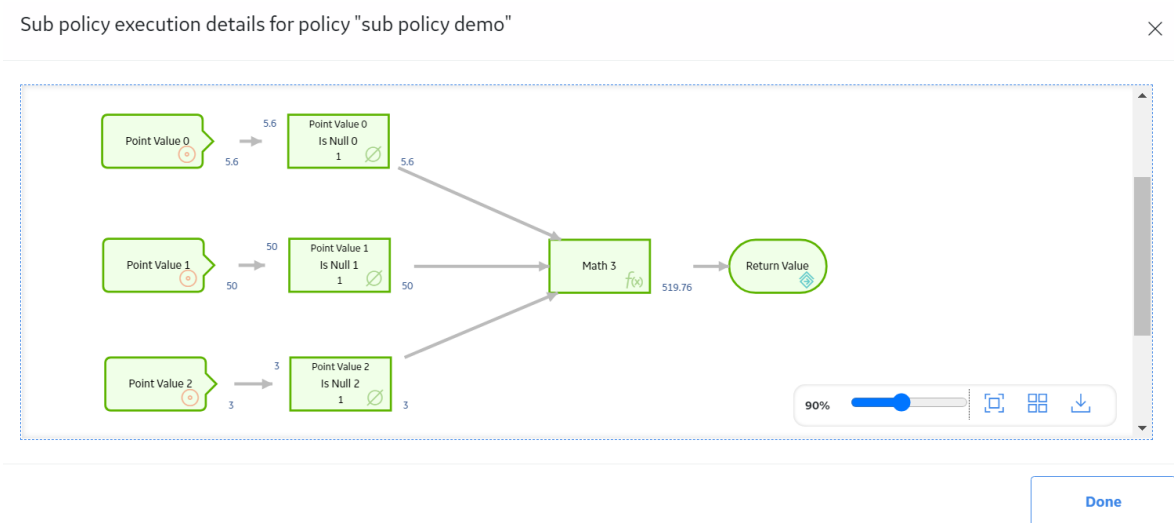 Sub policy execution details for policy "sub policy demo"
Point Value 0
5.6
5.6
Point Value 0
Is Null 0
1
5.6
Point Value 1
50
50
Point Value 1
Is Null 1
1
50
Math 3
f(x)
519.76
Return Value
Point Value 2
3
3
Point Value 2
Is Null 2
1
3
90%
Done